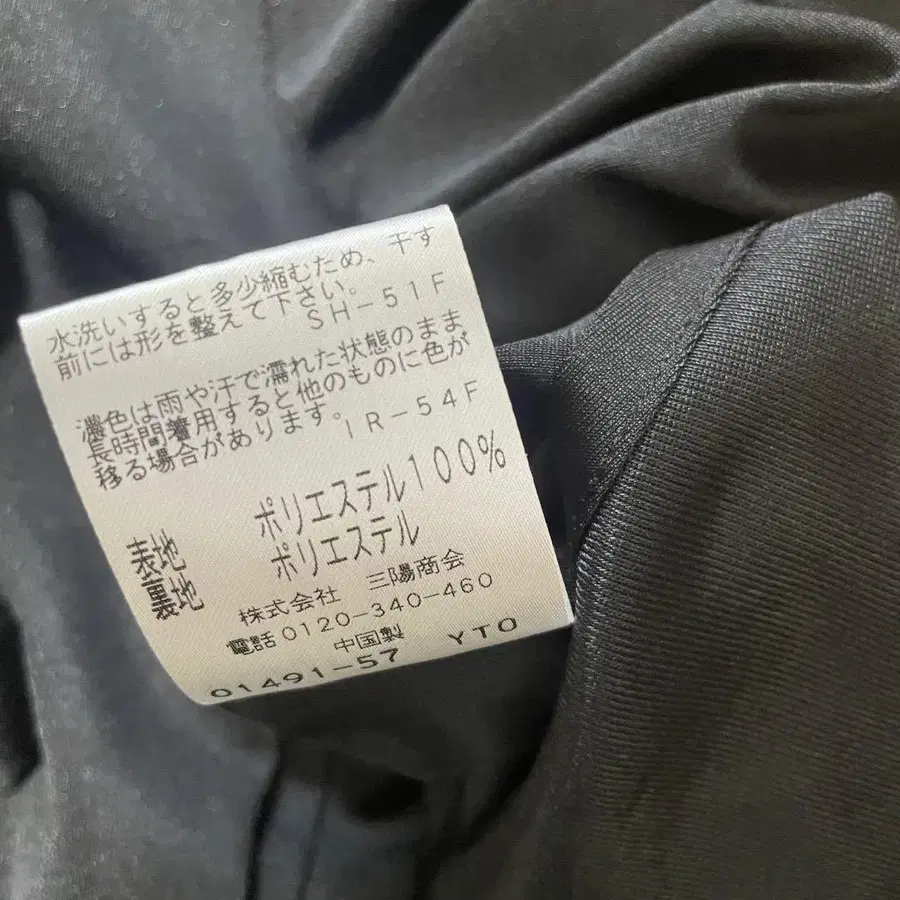 水洗いすると多少縮むため、干す
前には形を整えて下さい。
SH-51F
濃色は雨や汗で濡れた状態のまま
長時間着用すると他のものに色が
移る場合があります。
IR-54F
表地 ポリエステル100%
裏地 ポリエステル
株式会社 三陽商会
電話0120-340-460
中国製
01491-57 YTO